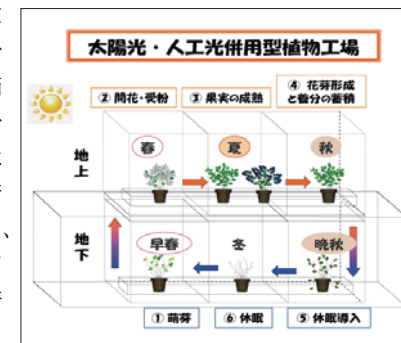 太陽光・人工光併用型植物工場
② 開花・受粉
③ 果実の成熟
④ 花芽形成
と養分の蓄積
地上
春
夏
秋
地下
早春
冬
晩秋
① 萌芽
⑥ 休眠
⑤ 休眠導入